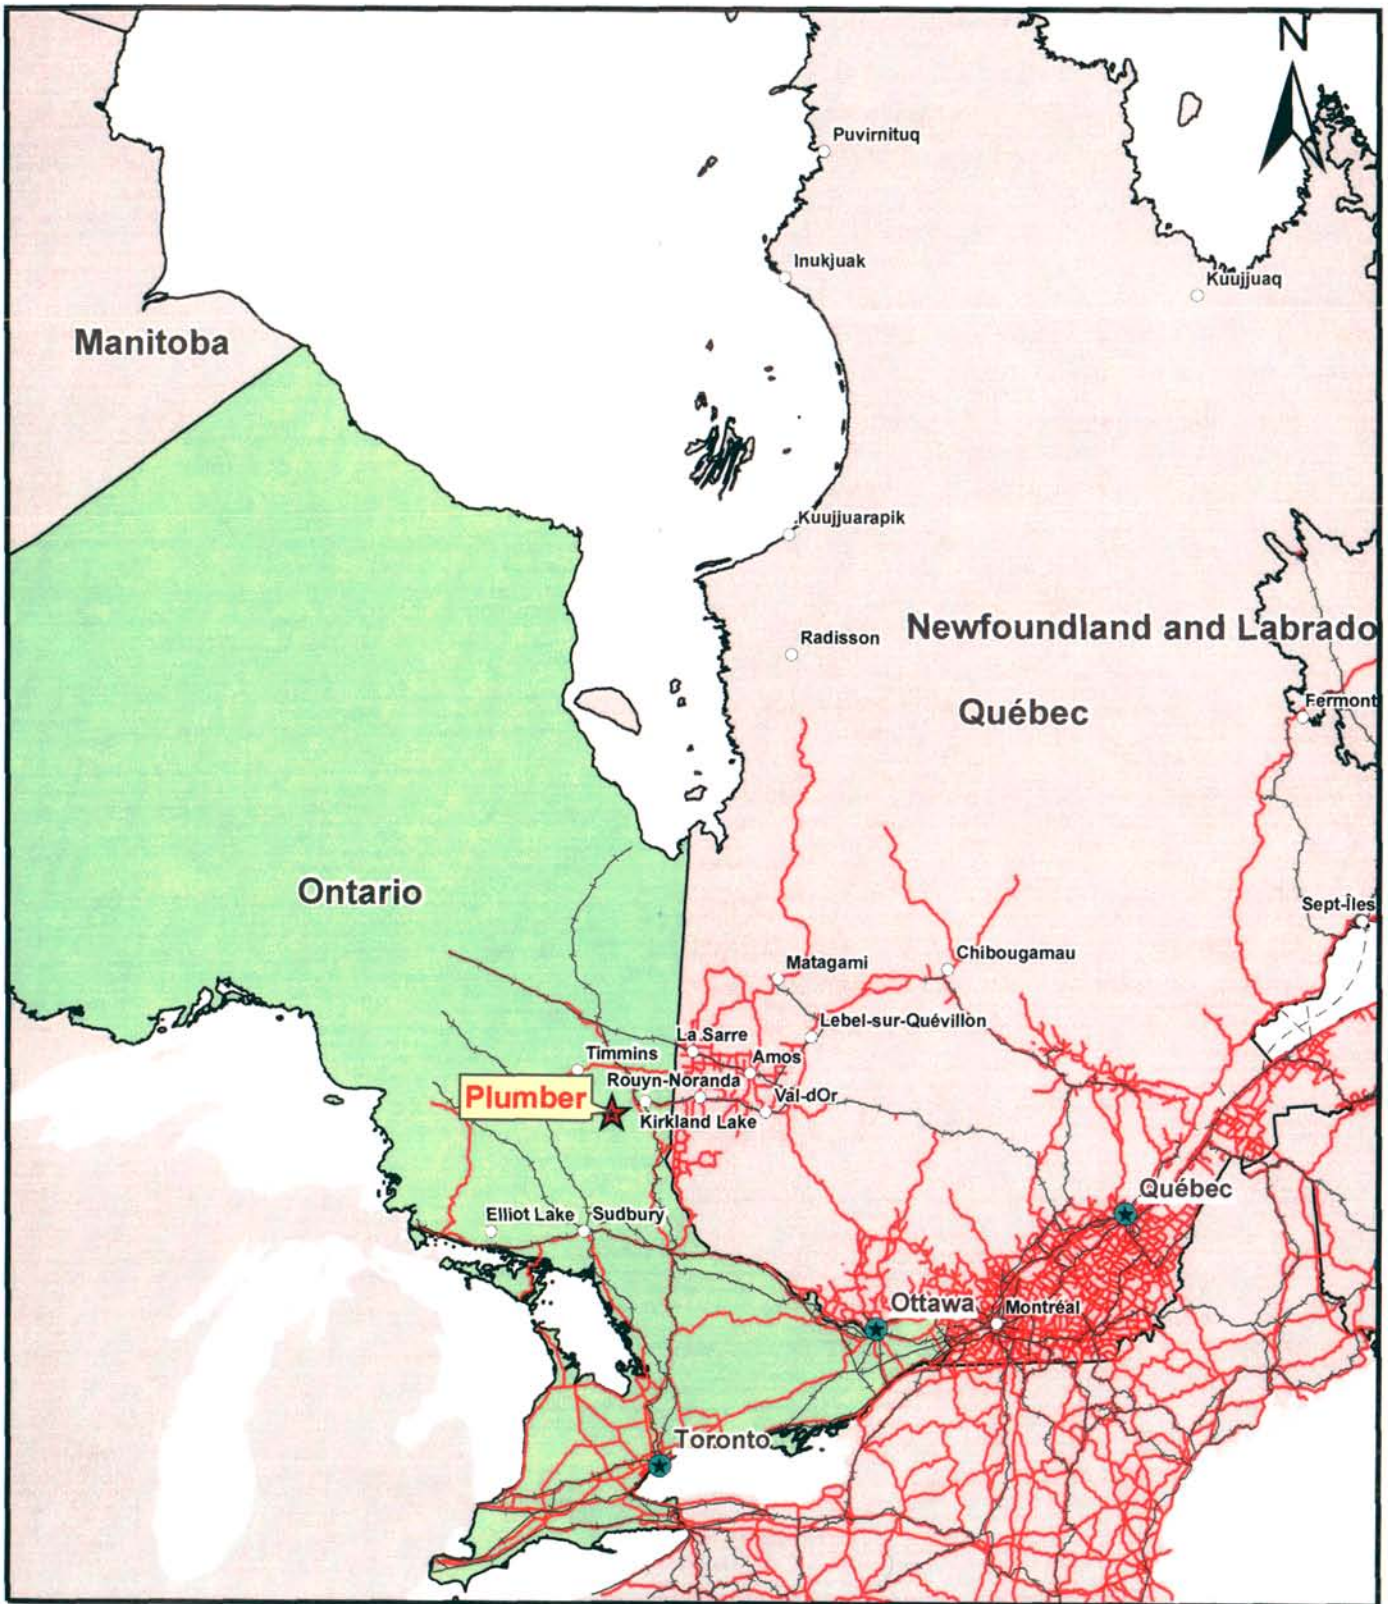 N
Puvirnituq
Inukjuak
Kuujjuaq
Manitoba
Kuujjuarapik
Newfoundland and Labrado
Radisson
Québec
Fermont
Ontario
Sept-Îles
Chibougamau
Matagami
Lebel-sur-Quévillon
La Sarre
Timmins
Amos
Rouyn-Noranda
Plumber
Val-dOr
Kirkland Lake
Québec
Elliot Lake
Sudbury
Ottawa
Montréal
Toronto